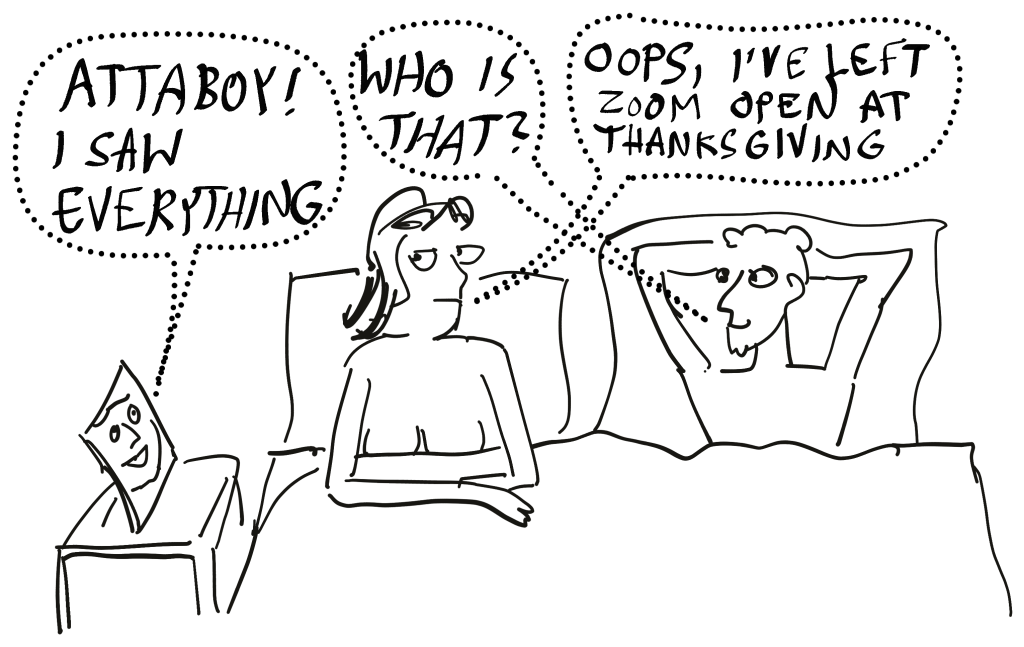 ATTABOY!
I SAW
EVERYTHING
WHO IS
THAT?
OOPS, I'VE LEFT
ZOOM OPEN AT
THANKSGIVING